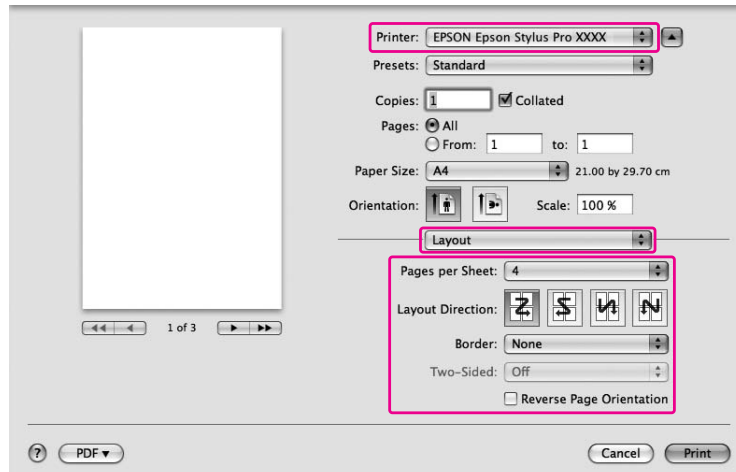 Printer: EPSON Epson Stylus Pro XXXX
Presets: Standard
Copies: 1 Collated
Pages: All
From: 1 to: 1
Paper Size: A4 21.00 by 29.70 cm
Orientation: Scale: 100 %
Layout
Pages per Sheet: 4
Layout Direction:
1 of 3
Border: None
Two-Sided: Off
Reverse Page Orientation
? PDF Cancel Print